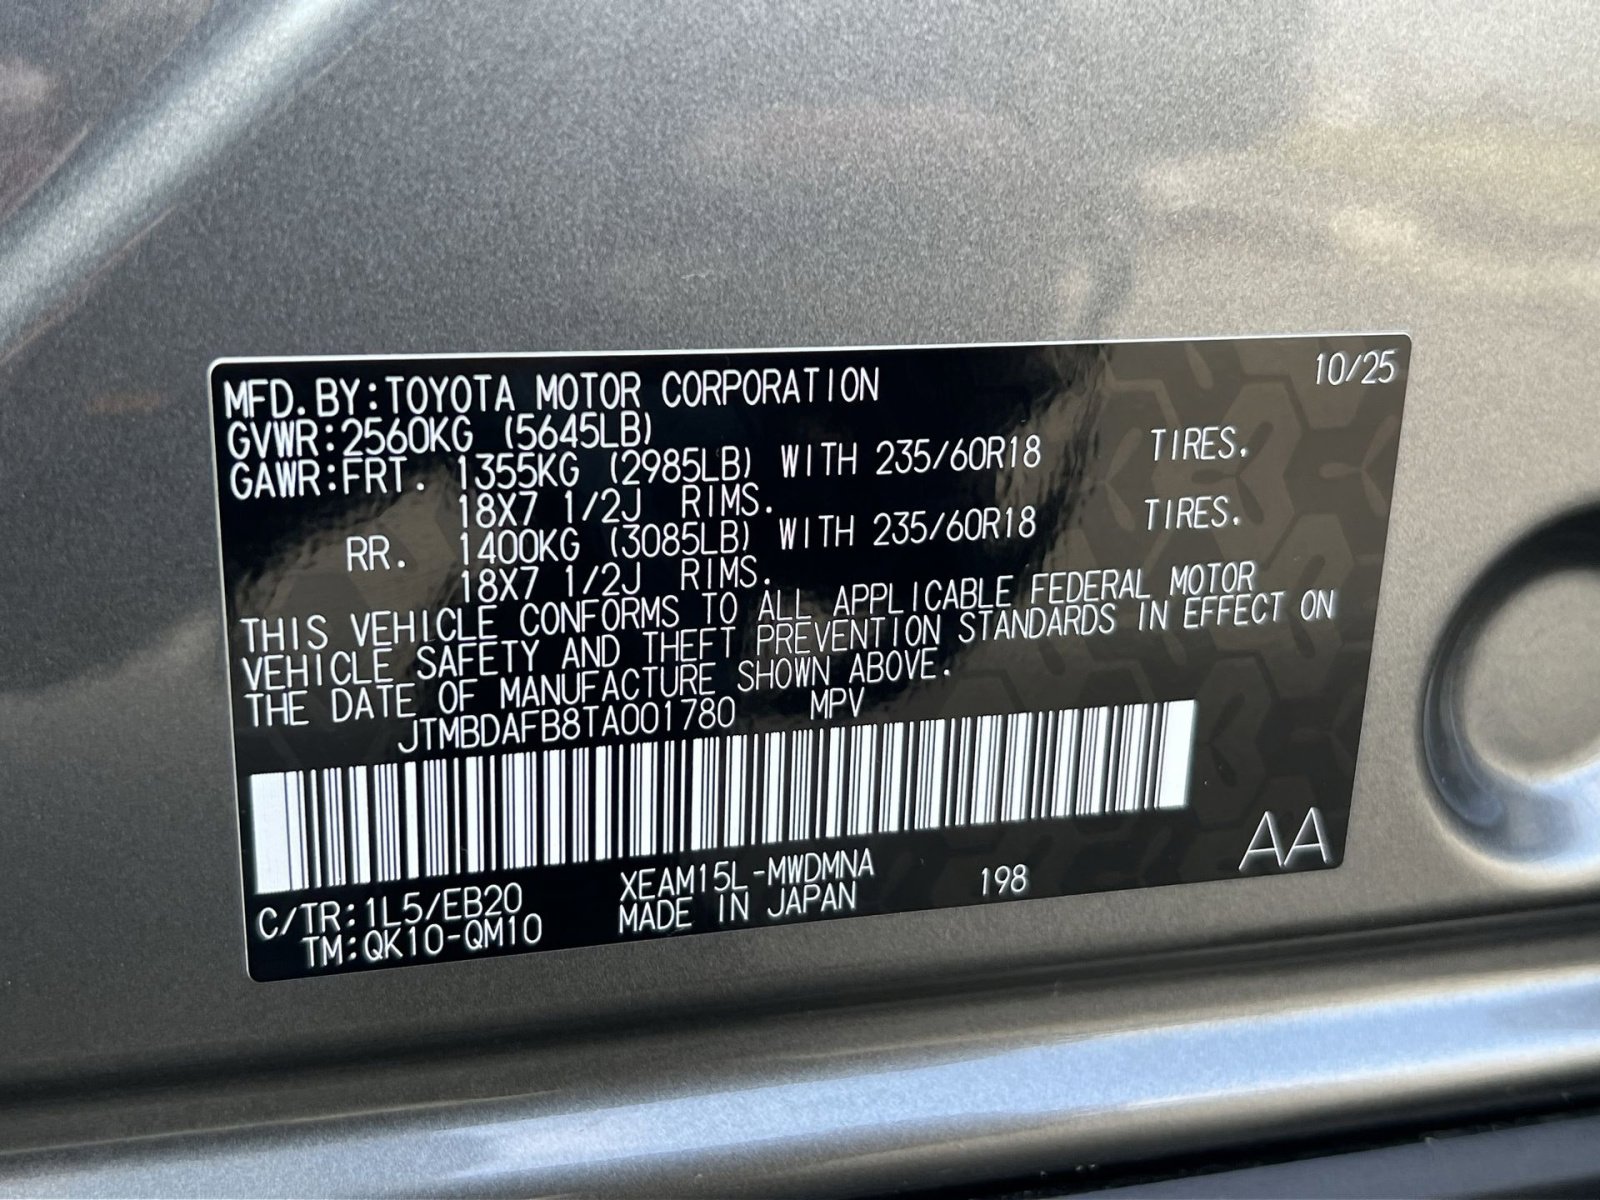 10/25
MFD.BY:TOYOTA MOTOR CORPORATION
GVWR:2560KG (5645LB)
GAWR:FRT. 1355KG (2985LB) WITH 235/60R18 TIRES.
18X7 1/2J RIMS.
RR. 1400KG (3085LB) WITH 235/60R18 TIRES.
18X7 1/2J RIMS.
THIS VEHICLE CONFORMS TO ALL APPLICABLE FEDERAL MOTOR
VEHICLE SAFETY AND THEFT PREVENTION STANDARDS IN EFFECT ON
THE DATE OF MANUFACTURE SHOWN ABOVE.
JTMBDAFB8TA001780 MPV
C/TR:1L5/EB20 XEAM15L-MWDMNA 198 AA
TM:QK10-QM10 MADE IN JAPAN